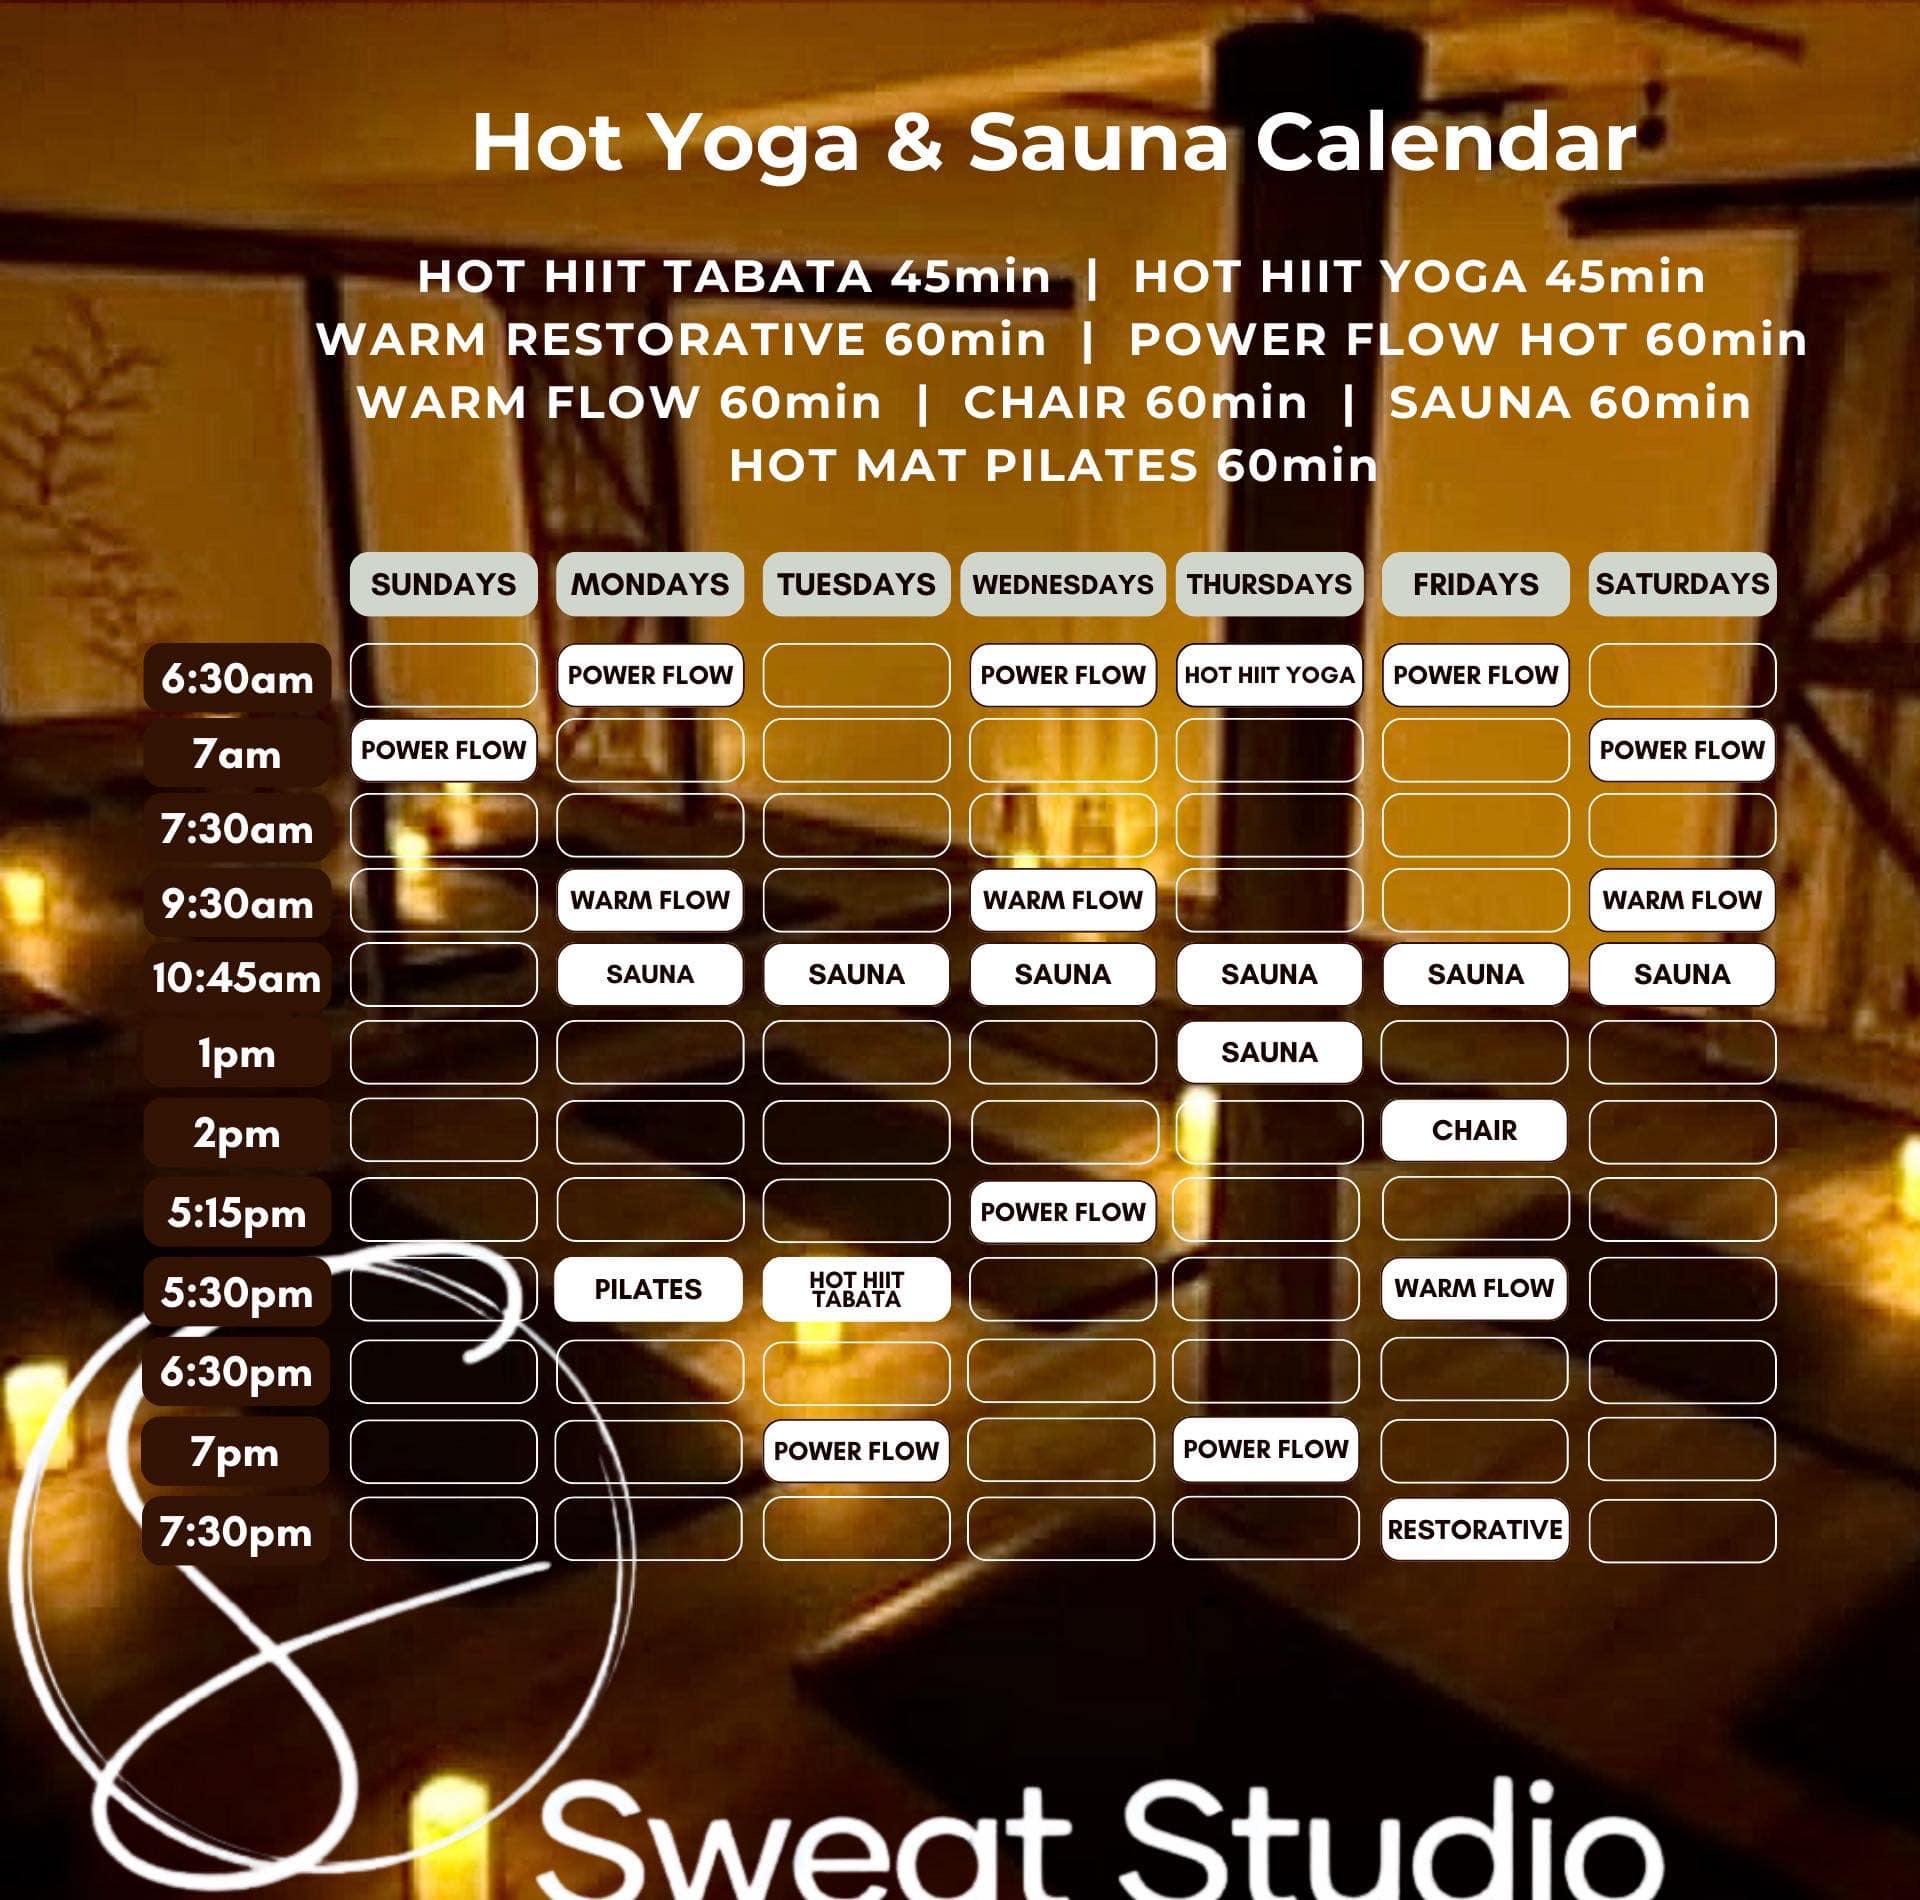 Hot Yoga & Sauna Calendar
HOT HIIT TABATA 45min | HOT HIIT YOGA 45min
WARM RESTORATIVE 60min | POWER FLOW HOT 60min
WARM FLOW 60min | CHAIR 60min | SAUNA 60min
HOT MAT PILATES 60min
SUNDAYS MONDAYS TUESDAYS WEDNESDAYS THURSDAYS FRIDAYS SATURDAYS
6:30am POWER FLOW POWER FLOW HOT HIIT YOGA POWER FLOW
7am POWER FLOW POWER FLOW
7:30am
9:30am WARM FLOW WARM FLOW WARM FLOW
10:45am SAUNA SAUNA SAUNA SAUNA SAUNA SAUNA
1pm SAUNA
2pm CHAIR
5:15pm POWER FLOW
5:30pm PILATES HOT HIIT TABATA WARM FLOW
6:30pm
7pm POWER FLOW POWER FLOW
7:30pm RESTORATIVE
Sweat Studio